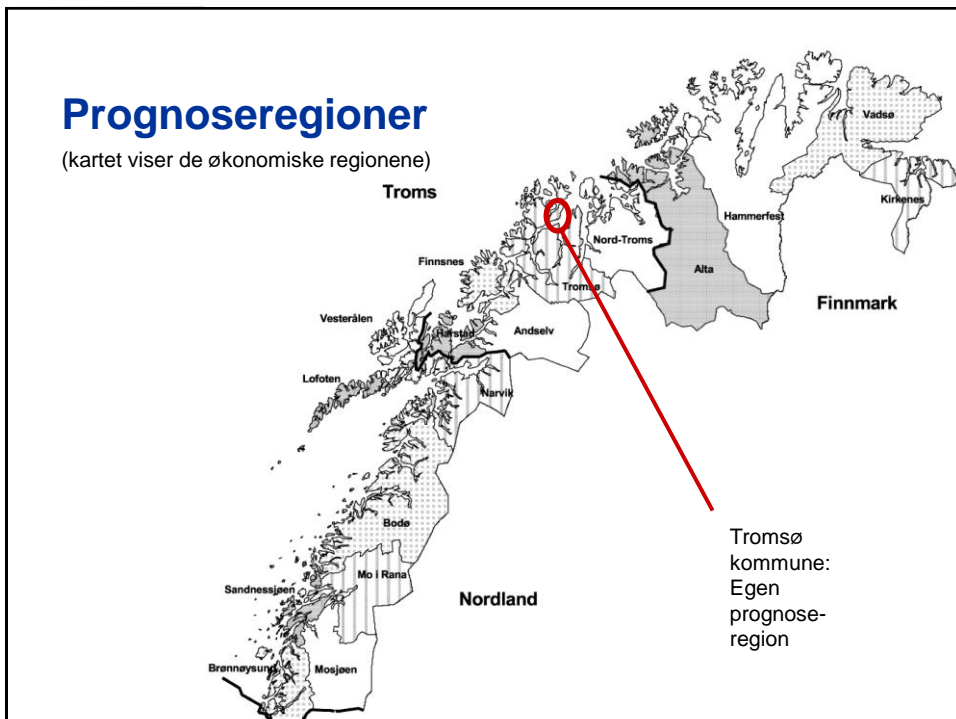 Prognoseregioner
(kartet viser de økonomiske regionene)
Troms
Vadsø
Kirkenes
Hammerfest
Nord-Troms
Alta
Finnsnes
Tromsø
Finnmark
Vesterålen
Harstad
Andselv
Lofoten
Narvik
Bodø
Tromsø
kommune:
Egen
prognose-
region
Mo i Rana
Sandnessjøen
Nordland
Brønnøysund
Mosjøen